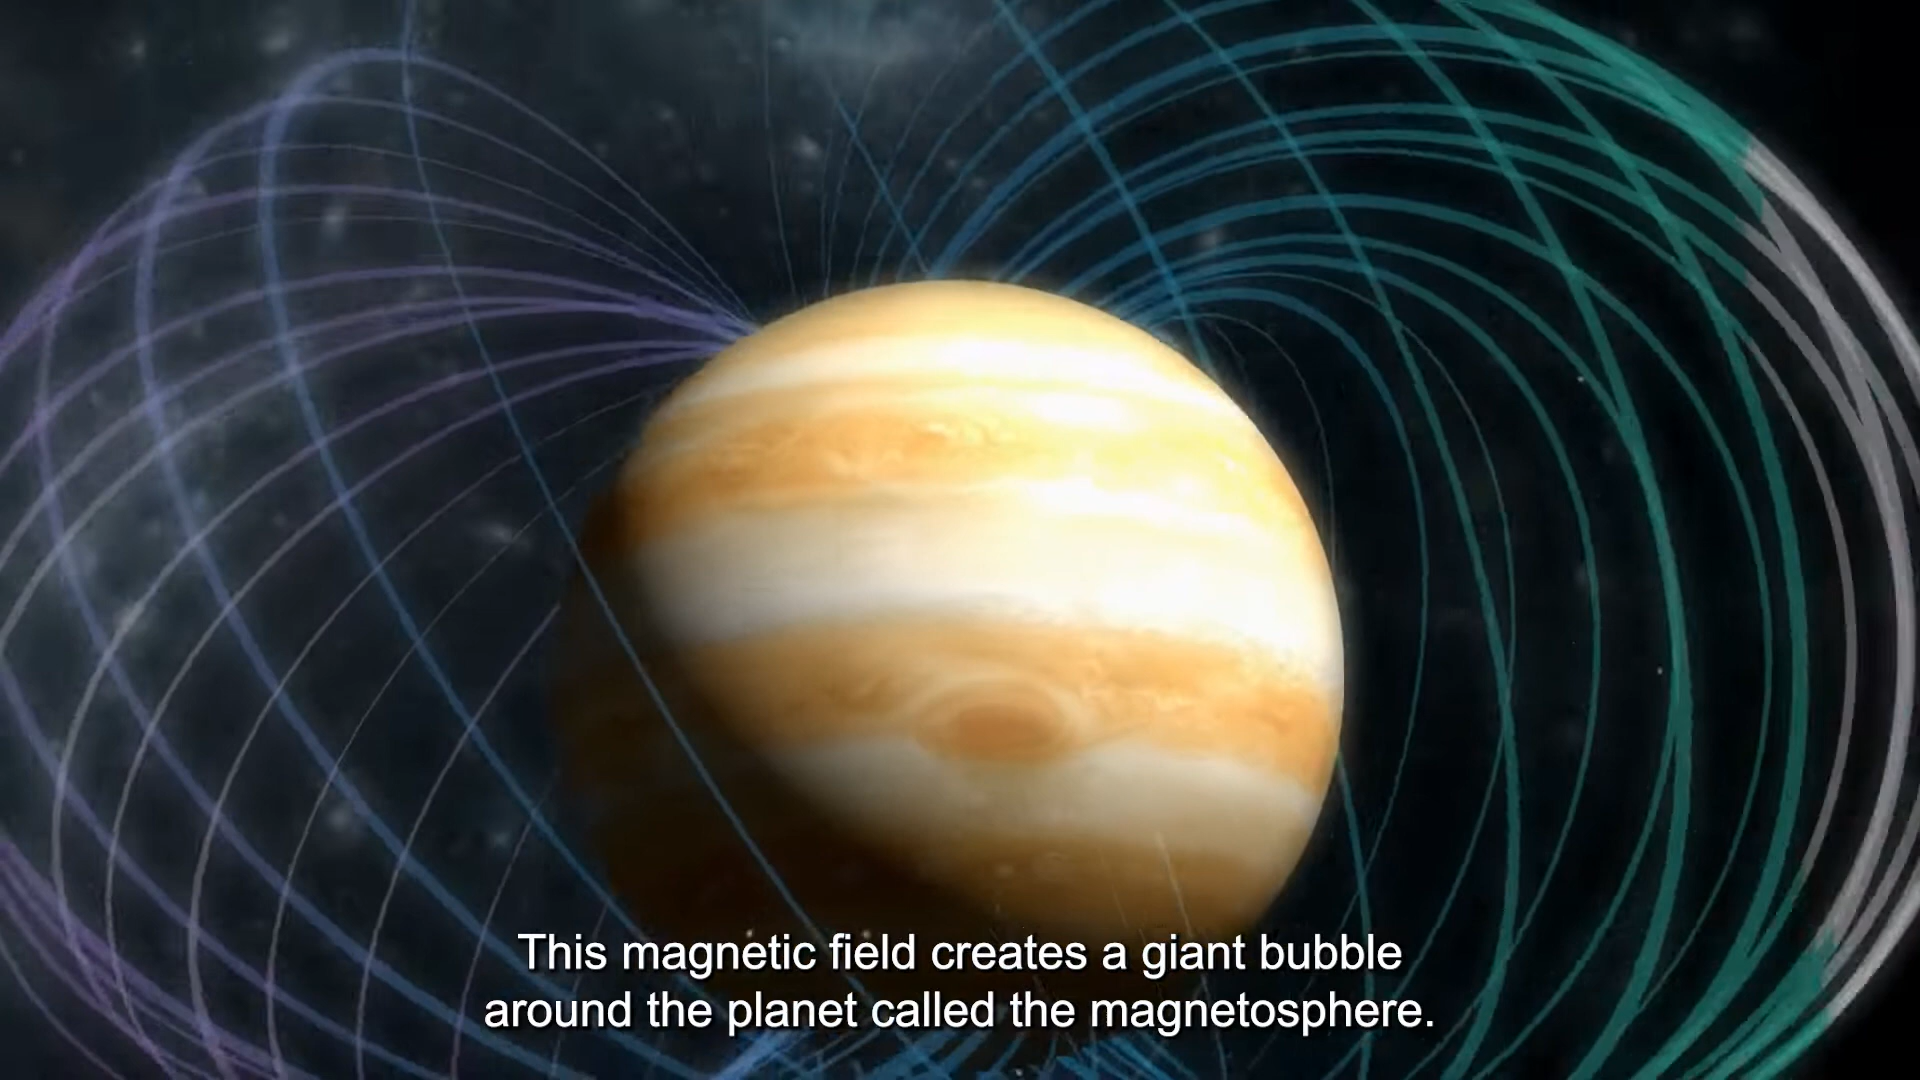 This magnetic field creates a giant bubble
around the planet called the magnetosphere.